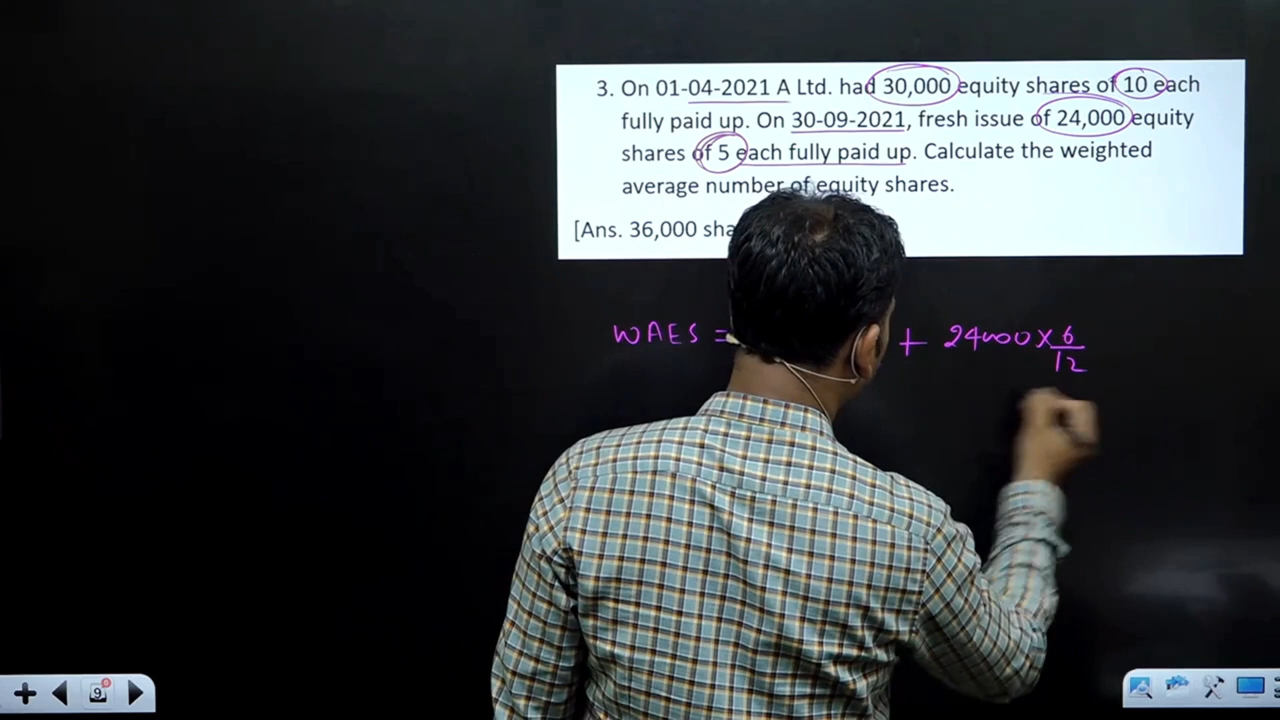 3. On 01-04-2021 A Ltd. had 30,000 equity shares of 10 each
fully paid up. On 30-09-2021, fresh issue of 24,000 equity
shares of 5 each fully paid up. Calculate the weighted
average number of equity shares.
[Ans. 36,000 sha
WAES = + 24000 × 6/12
9